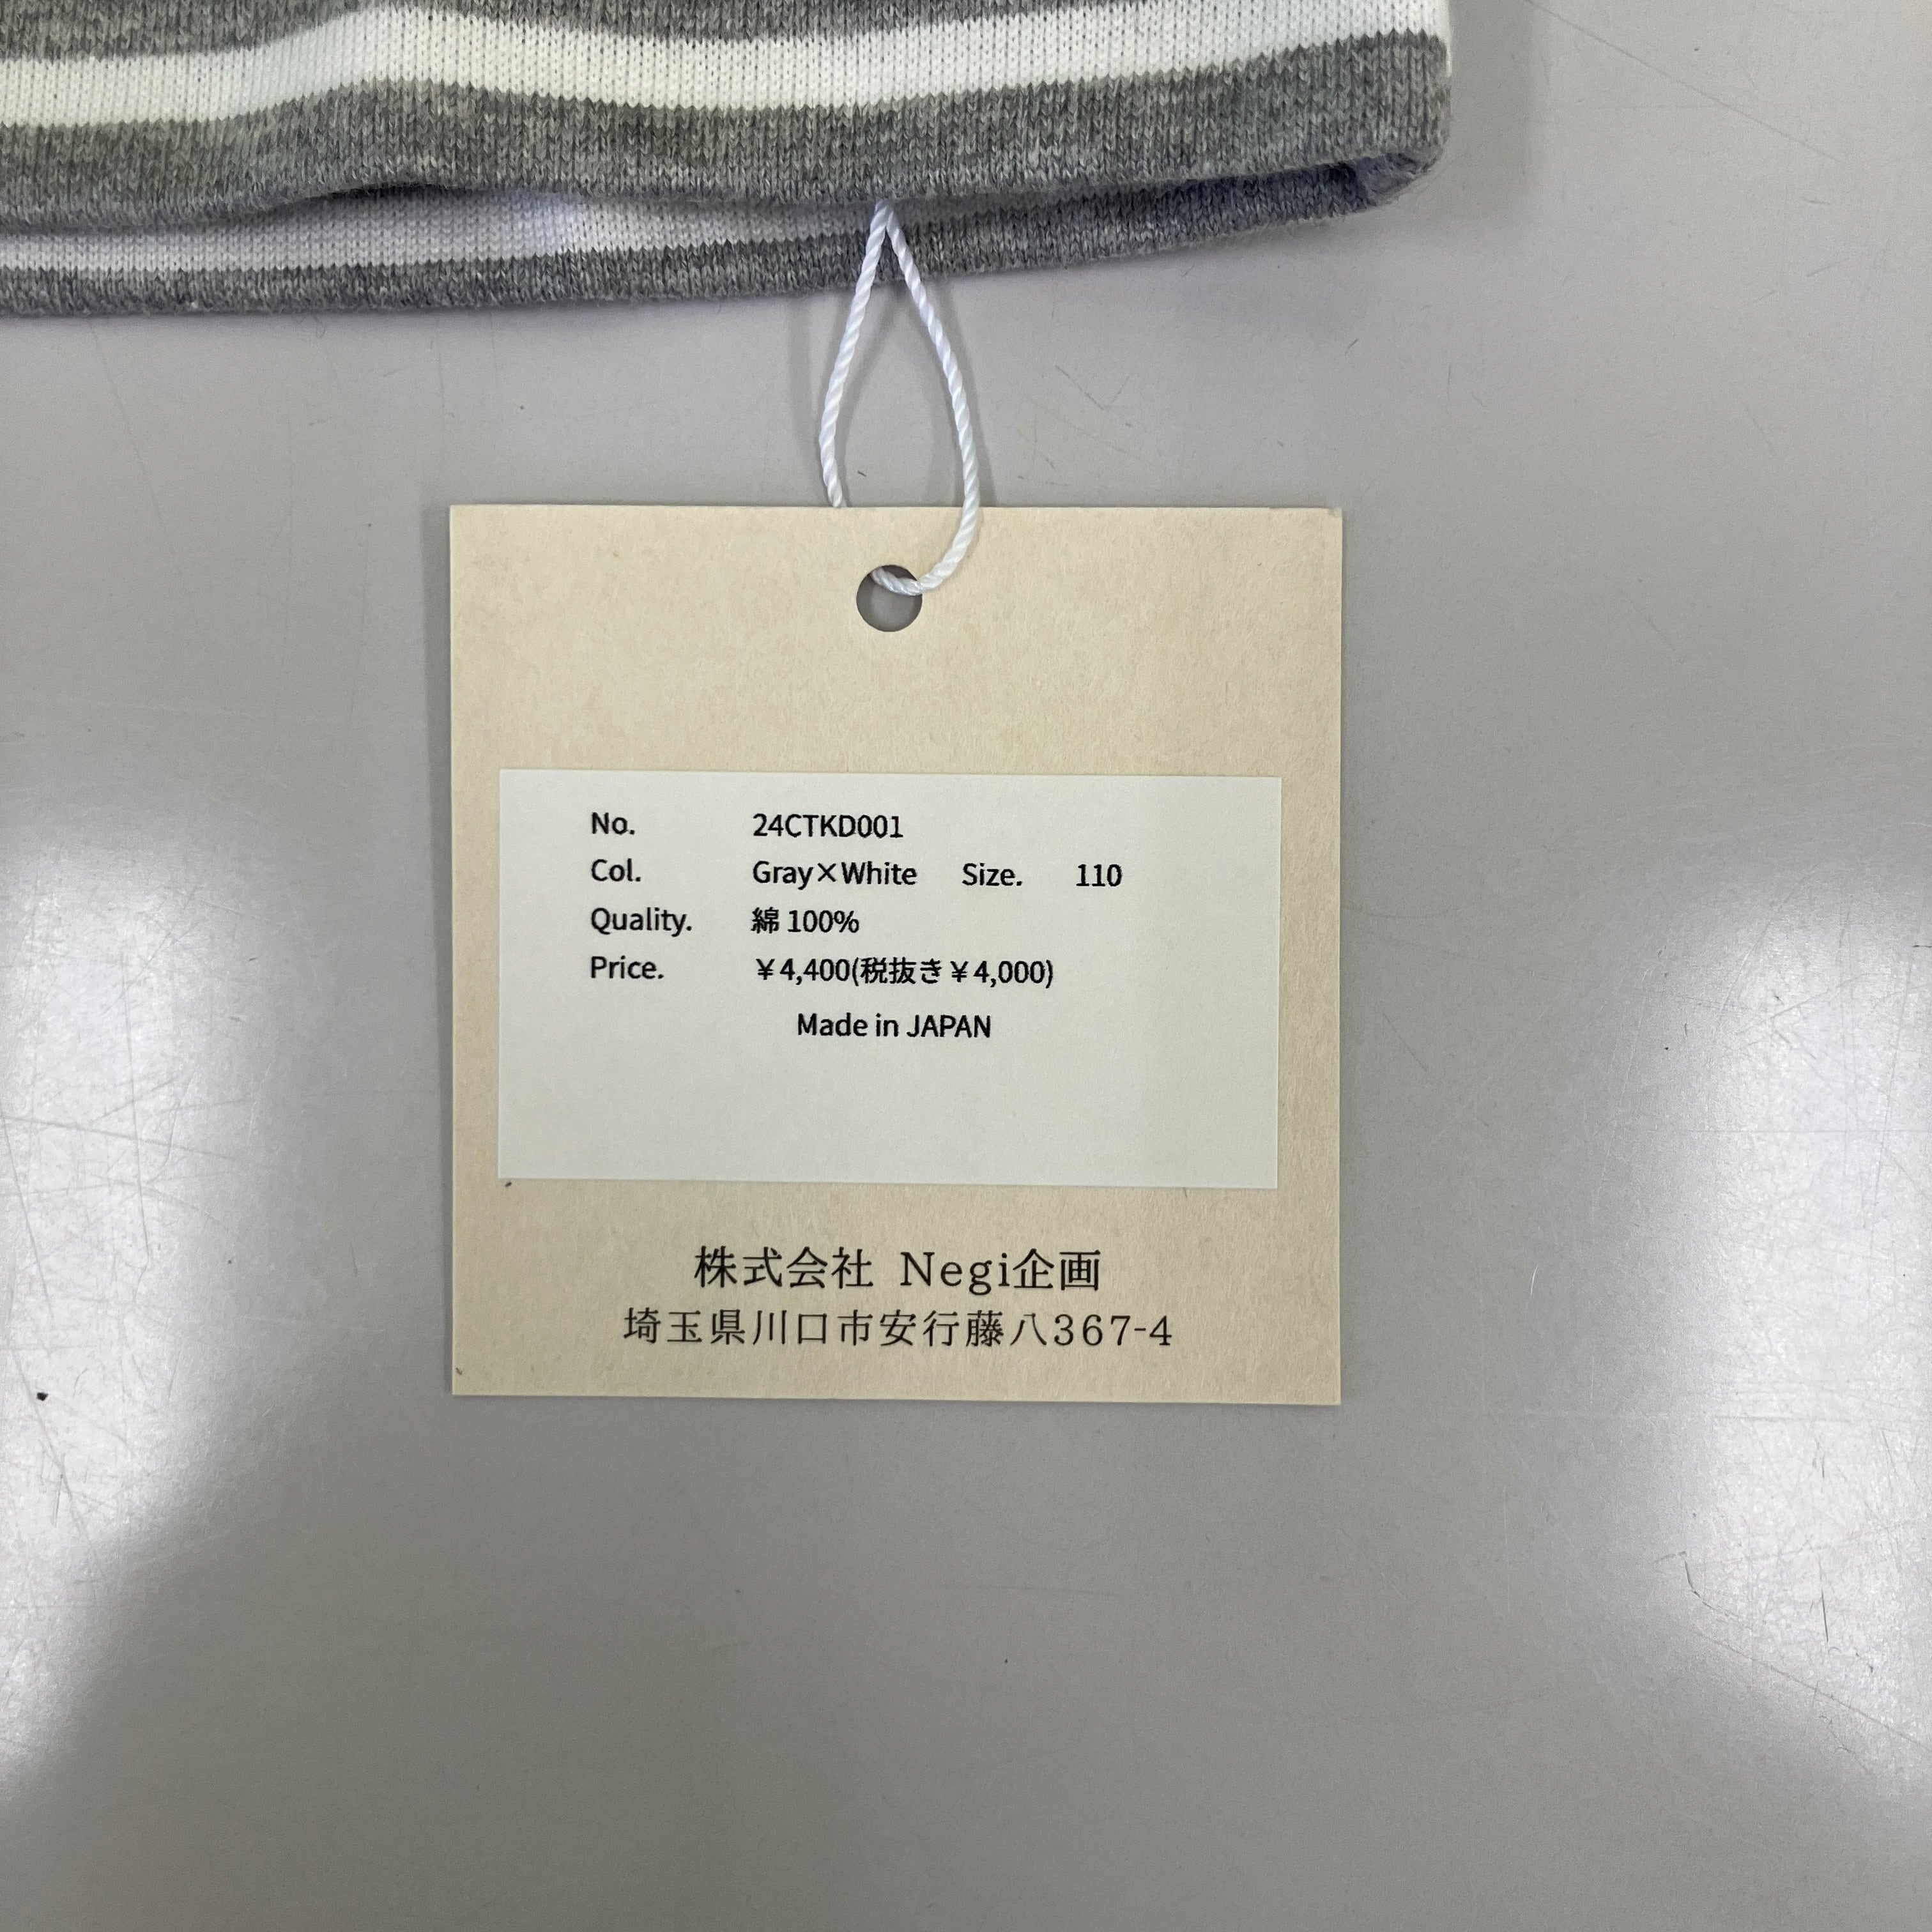 No. 24CTKD001
Col. Gray×White Size. 110
Quality. 綿 100%
Price. ￥4,400(税抜き￥4,000)
Made in JAPAN
株式会社 Negi企画
埼玉県川口市安行藤八367-4